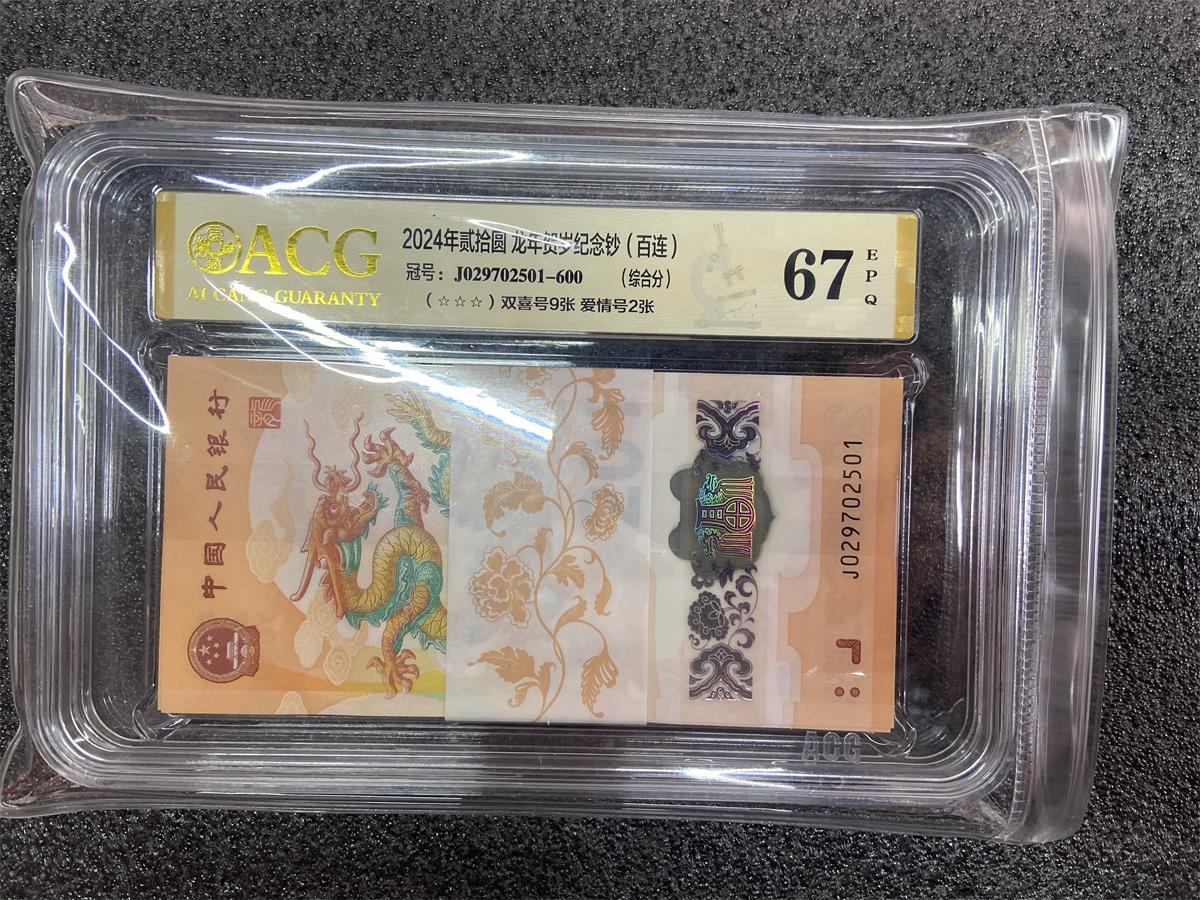 ACG
AI CANG GUARANTY
2024年贰拾圆 龙年贺岁纪念钞(百连)
冠号:J029702501-600 (综合分)
(☆☆☆)双喜号9张 爱情号2张
67
EPQ
中国人民银行
J029702501
ACG